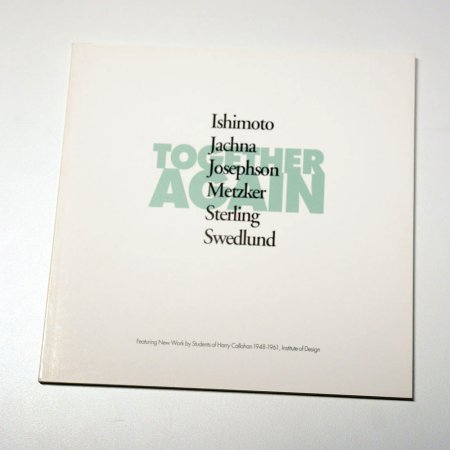 Ishimoto
Jachna
TOGETHER
Josephson
AGAIN
Metzker
Sterling
Swedlund
Featuring New Work by Students of Harry Callahan 1948-1961, Institute of Design